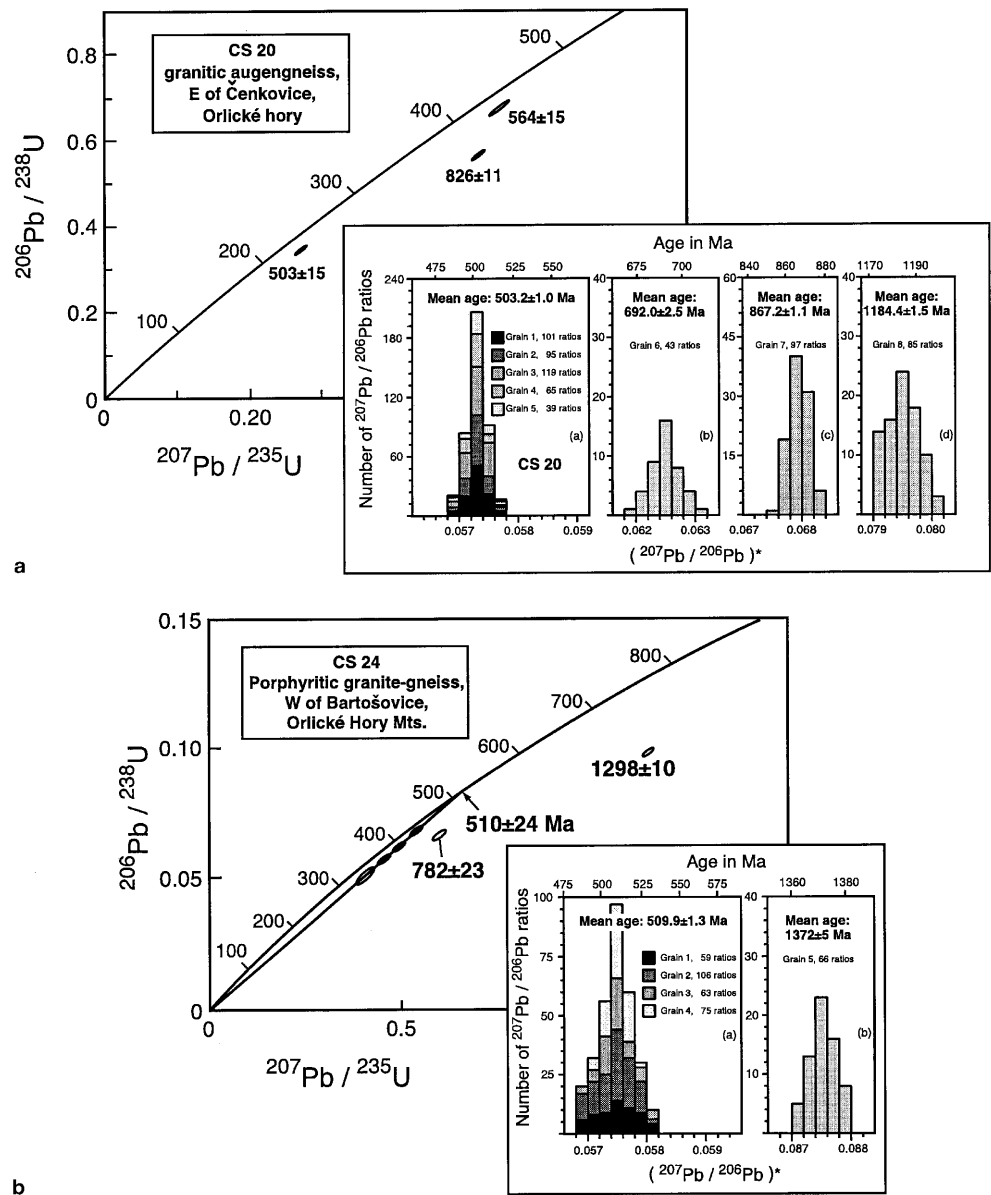 0.8
0.6
0.4
0.2
0
206Pb / 238U
CS 20
granitic augengneiss,
E of Čenkovice,
Orlické hory
100
200
300
400
500
564±15
826±11
503±15
0
0.20
207Pb / 235U
Age in Ma
475 500 525 550
675 700
840 860 880
1170 1190
Number of 207Pb / 206Pb ratios
240
180
120
60
Mean age: 503.2±1.0 Ma
Grain 1, 101 ratios
Grain 2, 95 ratios
Grain 3, 119 ratios
Grain 4, 65 ratios
Grain 5, 39 ratios
(a)
CS 20
0.057 0.058 0.059
40
30
20
10
Mean age:
692.0±2.5 Ma
Grain 6, 43 ratios
(b)
0.062 0.063
60
45
30
15
Mean age:
867.2±1.1 Ma
Grain 7, 97 ratios
(c)
0.067 0.068
40
30
20
10
Mean age:
1184.4±1.5 Ma
Grain 8, 85 ratios
(d)
0.079 0.080
( 207Pb / 206Pb )*
a
0.15
0.10
0.05
0
206Pb / 238U
CS 24
Porphyritic granite-gneiss,
W of Bartošovice,
Orlické Hory Mts.
100
200
300
400
500
600
700
800
1298±10
510±24 Ma
782±23
0
0.5
207Pb / 235U
Age in Ma
475 500 525 550 575
1360 1380
Number of 207Pb / 206Pb ratios
100
75
50
25
Mean age: 509.9±1.3 Ma
Grain 1, 59 ratios
Grain 2, 106 ratios
Grain 3, 63 ratios
Grain 4, 75 ratios
(a)
0.057 0.058 0.059
40
30
20
10
Mean age:
1372±5 Ma
Grain 5, 66 ratios
(b)
0.087 0.088
( 207Pb / 206Pb )*
b